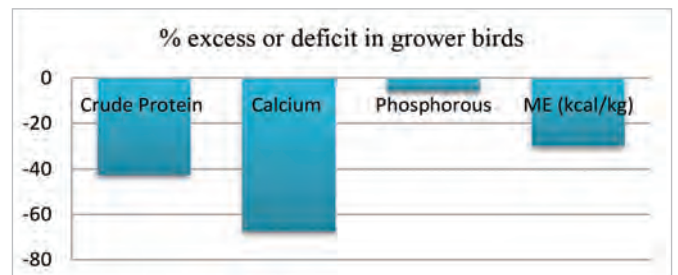 % excess or deficit in grower birds
0
Crude Protein Calcium Phosphorous ME (kcal/kg)
-20
-40
-60
-80